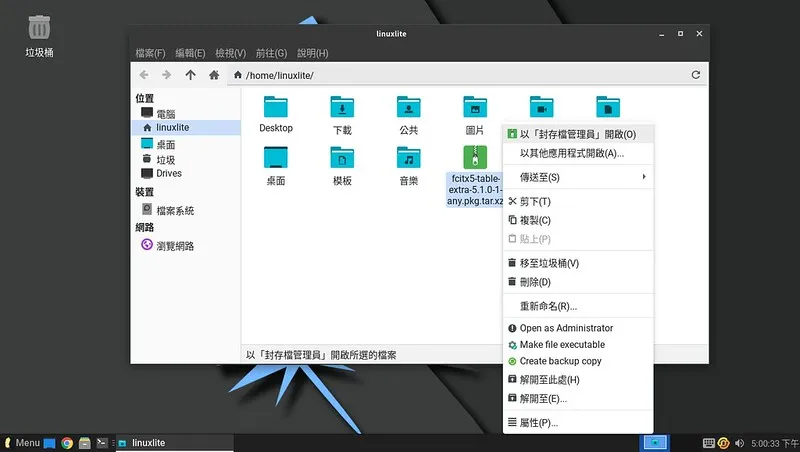 垃圾桶
linuxlite
檔案(F) 編輯(E) 檢視(V) 前往(G) 說明(H)
/home/linuxlite/
位置
電腦
linuxlite
桌面
垃圾
Drives
裝置
檔案系統
網路
瀏覽網路
Desktop 下載 公共 圖片
桌面 模板 音樂
fcitx5-table-
extra-5.1.0-1-
any.pkg.tar.xz
以「封存檔管理員」開啟(O)
以其他應用程式開啟(A)...
傳送至(S)
剪下(T)
複製(C)
貼上(P)
移至垃圾桶(V)
刪除(D)
重新命名(R)...
Open as Administrator
Make file executable
Create backup copy
解開至此處(H)
解開至(E)...
屬性(P)...
以「封存檔管理員」開啟所選的檔案
Menu linuxlite 5:00:33 下午